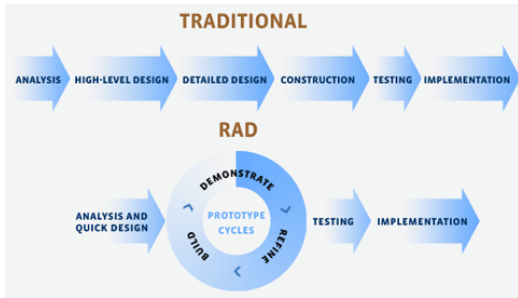 TRADITIONAL
ANALYSIS HIGH-LEVEL DESIGN DETAILED DESIGN CONSTRUCTION TESTING IMPLEMENTATION
RAD
DEMONSTRATE
ANALYSIS AND
QUICK DESIGN
PROTOTYPE
CYCLES
BUILD
REFINE
TESTING
IMPLEMENTATION